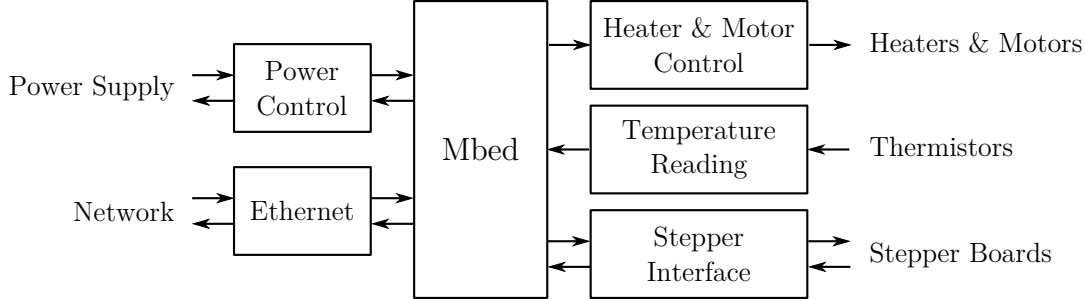 Power Supply
Power
Control
Network
Ethernet
Mbed
Heater & Motor
Control
Heaters & Motors
Temperature
Reading
Thermistors
Stepper
Interface
Stepper Boards